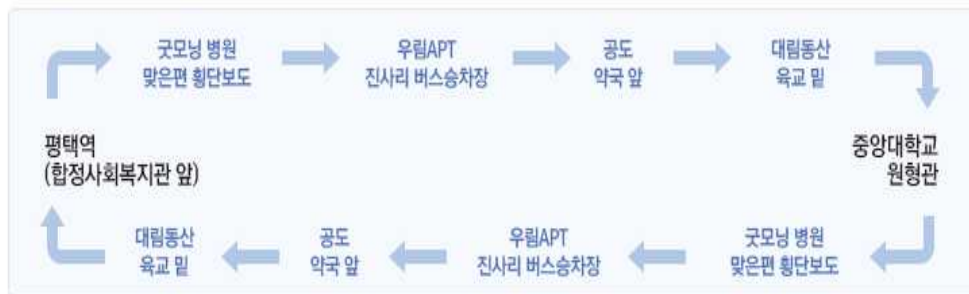 굿모닝 병원
맞은편 횡단보도
우림APT
진사리 버스승차장
공도
약국 앞
대림동산
육교 밑
평택역
(합정사회복지관 앞)
중앙대학교
원형관
대림동산
육교 밑
공도
약국 앞
우림APT
진사리 버스승차장
굿모닝 병원
맞은편 횡단보도